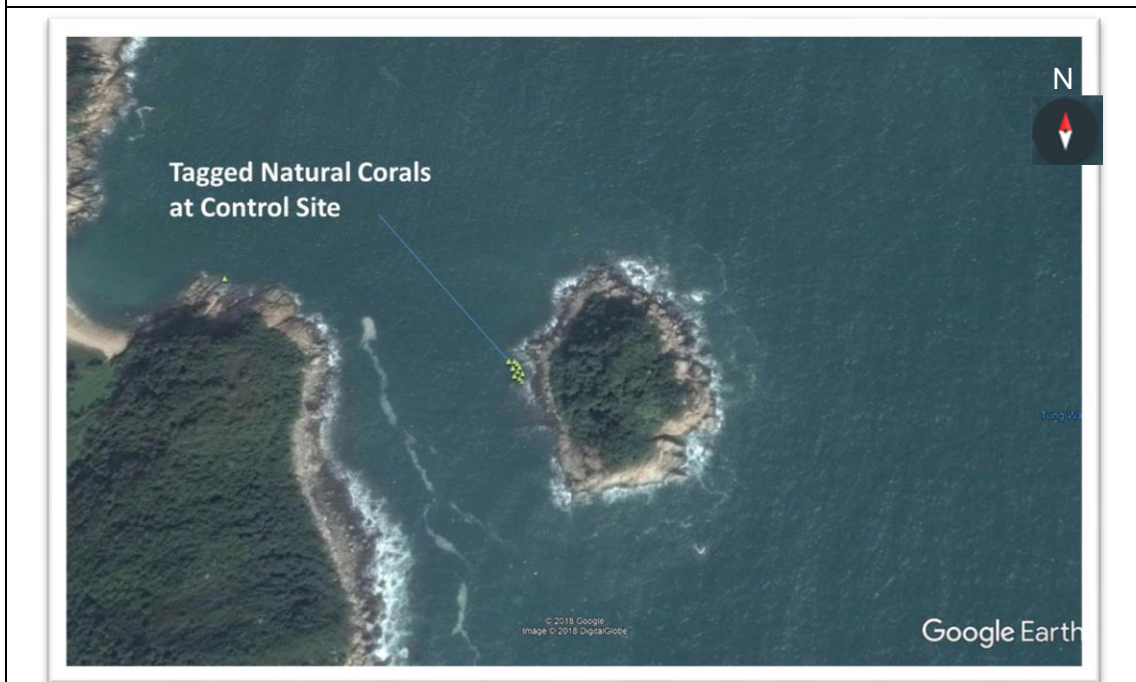 N
Tagged Natural Corals
at Control Site
© 2018 Google
Image © 2018 DigitalGlobe
Google Earth